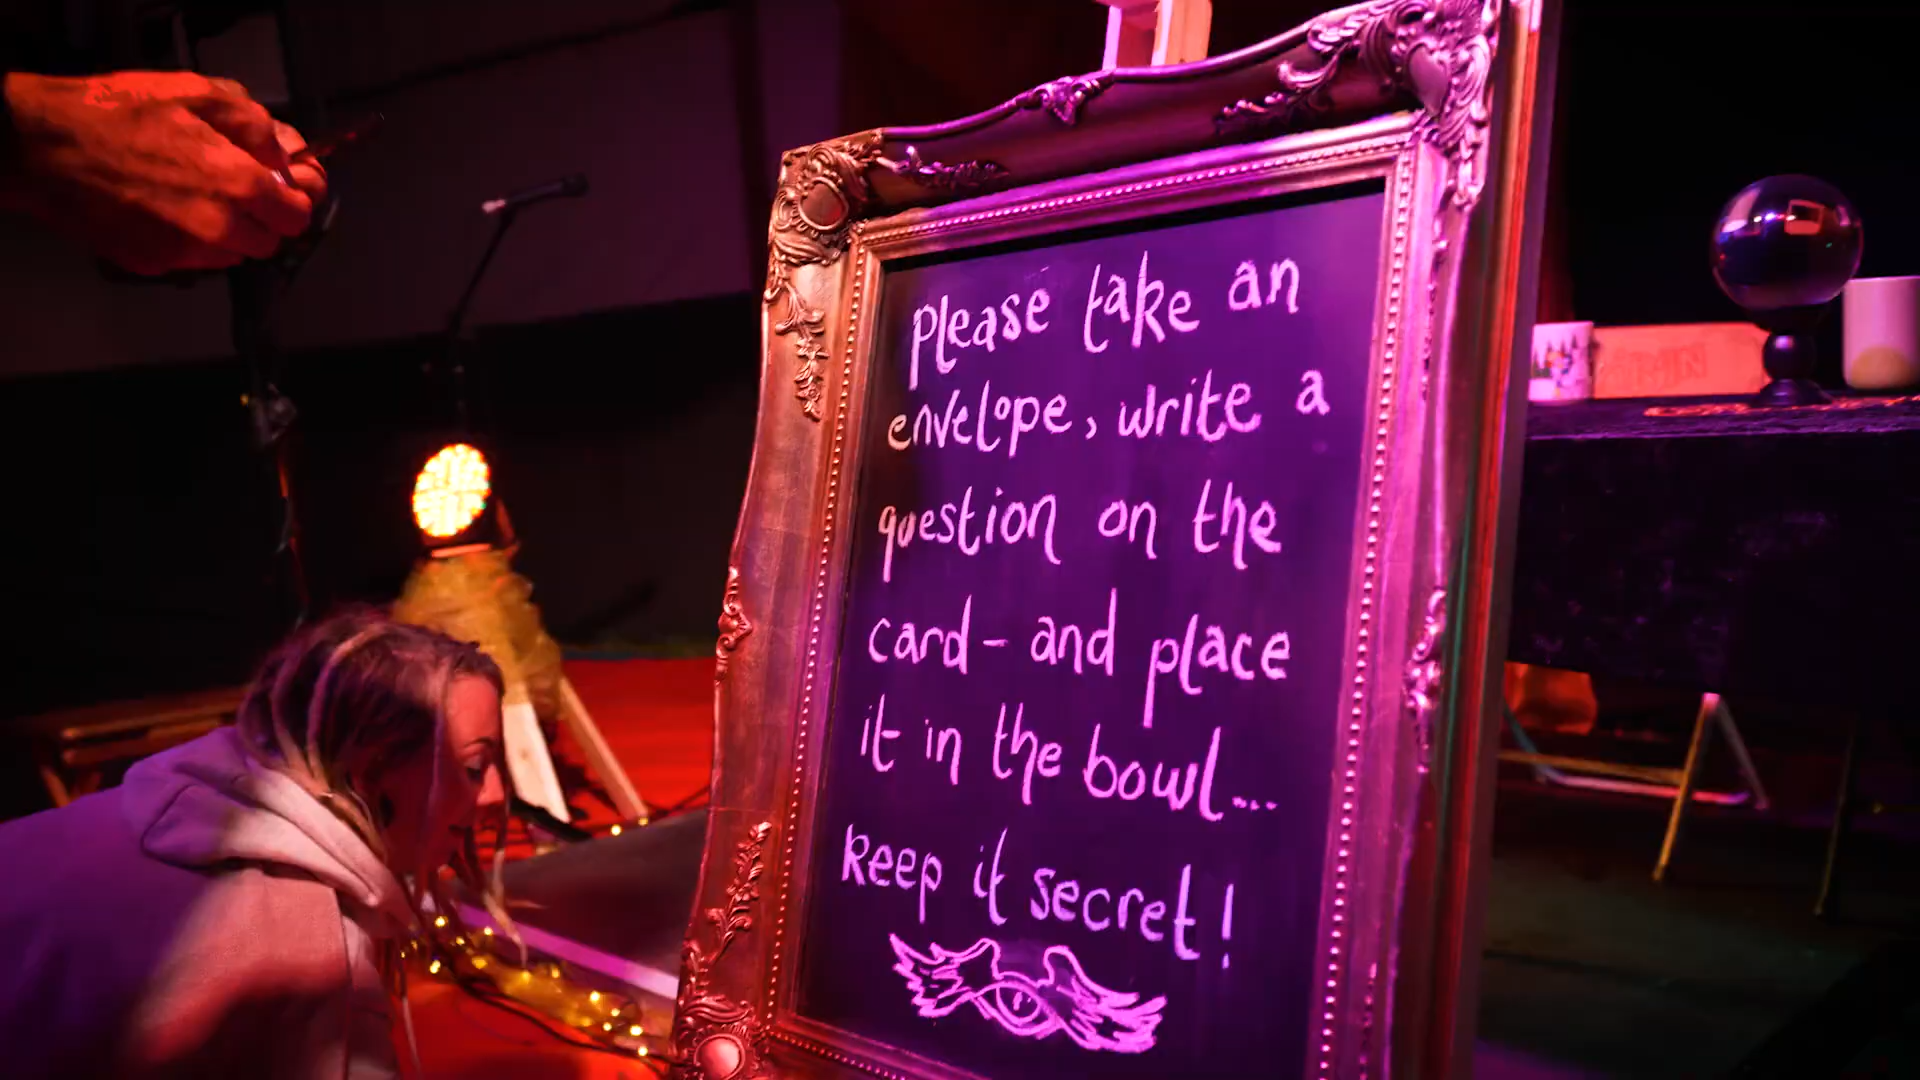 Please take an
envelope, write a
question on the
card - and place
it in the bowl...
keep it secret!